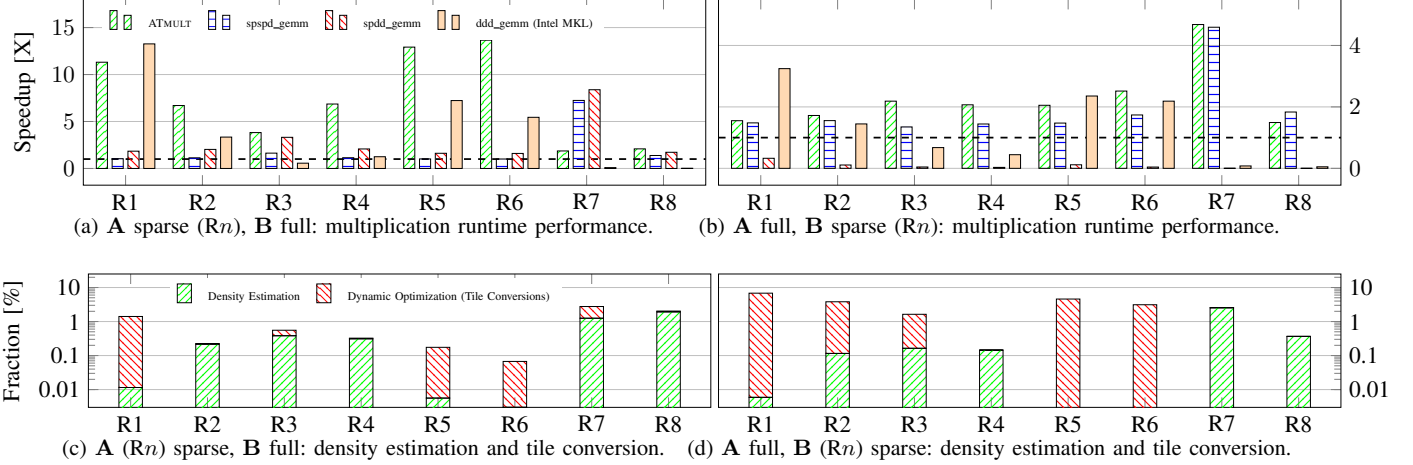 ATMULT spspd_gemm spdd_gemm ddd_gemm (Intel MKL)
Speedup [X]
15
10
5
0
R1 R2 R3 R4 R5 R6 R7 R8
(a) A sparse (Rn), B full: multiplication runtime performance.
4
2
0
R1 R2 R3 R4 R5 R6 R7 R8
(b) A full, B sparse (Rn): multiplication runtime performance.
Density Estimation Dynamic Optimization (Tile Conversions)
Fraction [%]
10
1
0.1
0.01
R1 R2 R3 R4 R5 R6 R7 R8
(c) A (Rn) sparse, B full: density estimation and tile conversion.
10
1
0.1
0.01
R1 R2 R3 R4 R5 R6 R7 R8
(d) A full, B (Rn) sparse: density estimation and tile conversion.